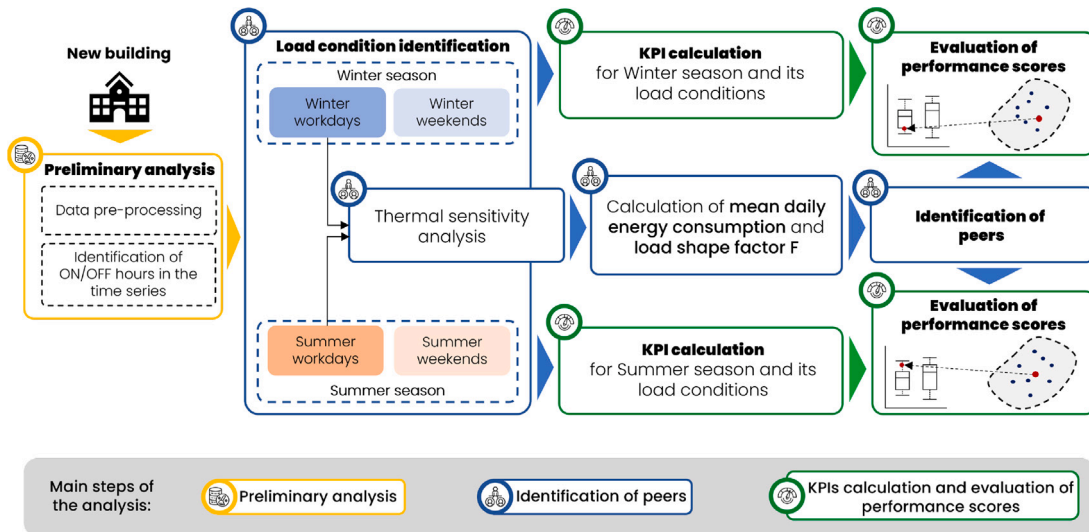 New building
Preliminary analysis
Data pre-processing
Identification of
ON/OFF hours in the
time series
Load condition identification
Winter season
Winter
workdays
Winter
weekends
Thermal sensitivity
analysis
Summer
workdays
Summer
weekends
Summer season
KPI calculation
for Winter season and its
load conditions
Calculation of mean daily
energy consumption and
load shape factor F
KPI calculation
for Summer season and its
load conditions
Evaluation of
performance scores
Identification of
peers
Evaluation of
performance scores
Main steps of
the analysis:
Preliminary analysis
Identification of peers
KPIs calculation and evaluation of
performance scores